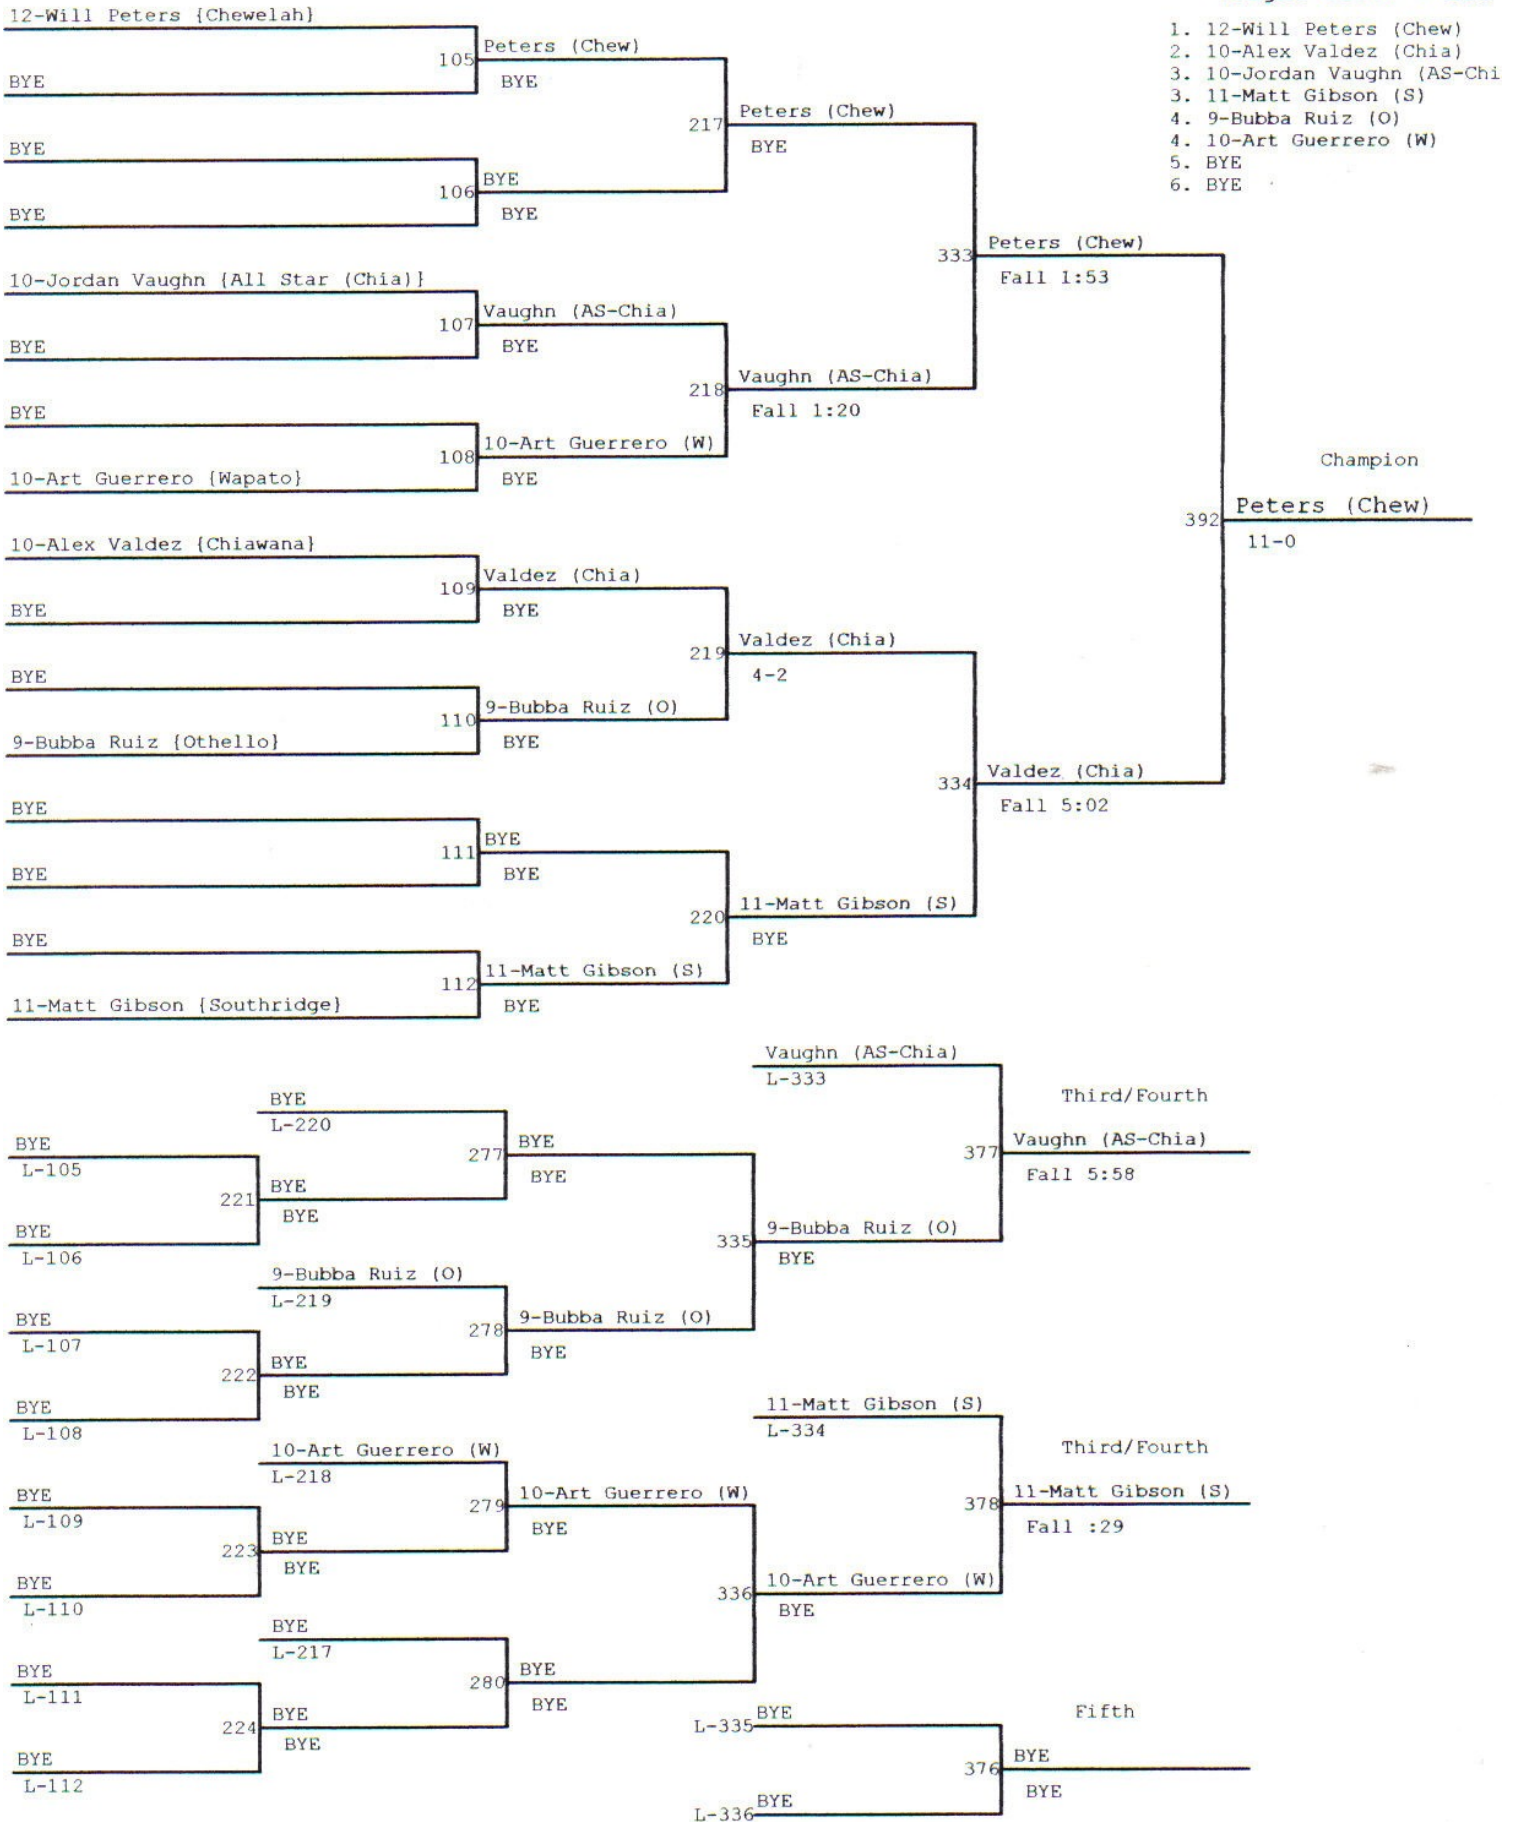 12-Will Peters {Chewelah}
105
Peters (Chew)
BYE
BYE
217
Peters (Chew)
BYE
BYE
106
BYE
BYE
BYE
333
Peters (Chew)
Fall 1:53
10-Jordan Vaughn {All Star (Chia)}
107
Vaughn (AS-Chia)
BYE
BYE
218
Vaughn (AS-Chia)
Fall 1:20
BYE
108
10-Art Guerrero (W)
BYE
10-Art Guerrero {Wapato}
Champion
392
Peters (Chew)
11-0
10-Alex Valdez {Chiawana}
109
Valdez (Chia)
BYE
BYE
219
Valdez (Chia)
4-2
BYE
110
9-Bubba Ruiz (O)
BYE
9-Bubba Ruiz {Othello}
334
Valdez (Chia)
Fall 5:02
BYE
111
BYE
BYE
BYE
220
11-Matt Gibson (S)
BYE
BYE
112
11-Matt Gibson (S)
BYE
11-Matt Gibson {Southridge}
1. 12-Will Peters (Chew)
2. 10-Alex Valdez (Chia)
3. 10-Jordan Vaughn (AS-Chi
3. 11-Matt Gibson (S)
4. 9-Bubba Ruiz (O)
4. 10-Art Guerrero (W)
5. BYE
6. BYE
Vaughn (AS-Chia)
L-333
Third/Fourth
377
Vaughn (AS-Chia)
Fall 5:58
BYE
L-220
277
BYE
BYE
BYE
L-105
221
BYE
BYE
BYE
L-106
335
9-Bubba Ruiz (O)
BYE
9-Bubba Ruiz (O)
L-219
278
9-Bubba Ruiz (O)
BYE
BYE
L-107
222
BYE
BYE
BYE
L-108
11-Matt Gibson (S)
L-334
Third/Fourth
378
11-Matt Gibson (S)
Fall :29
10-Art Guerrero (W)
L-218
279
10-Art Guerrero (W)
BYE
BYE
L-109
223
BYE
BYE
BYE
L-110
336
10-Art Guerrero (W)
BYE
BYE
L-217
280
BYE
BYE
BYE
L-111
224
BYE
BYE
BYE
L-112
Fifth
L-335
BYE
376
BYE
BYE
L-336
BYE